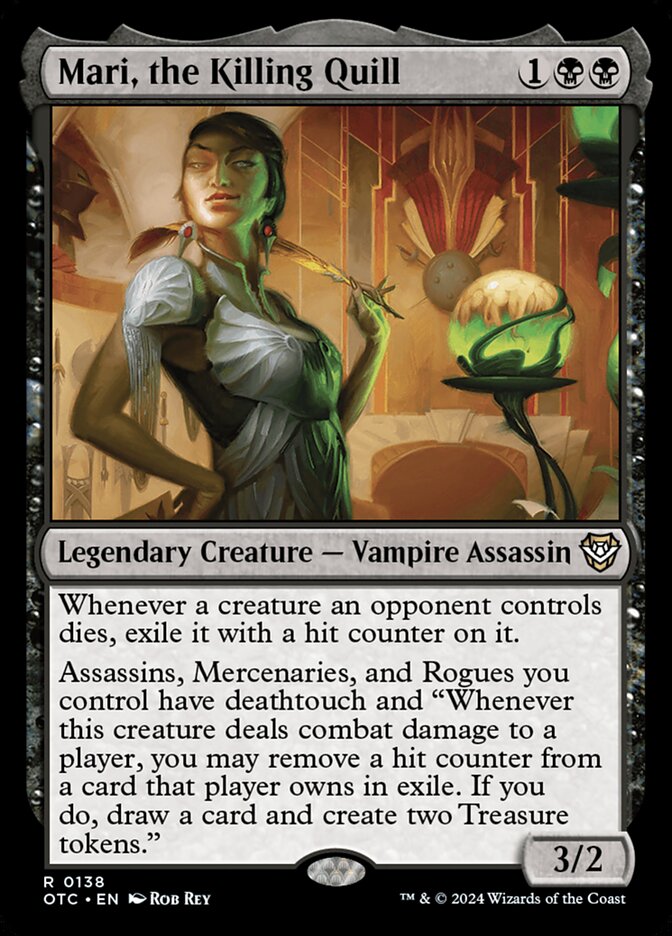 Mari, the Killing Quill 1
Legendary Creature — Vampire Assassin
Whenever a creature an opponent controls
dies, exile it with a hit counter on it.
Assassins, Mercenaries, and Rogues you
control have deathtouch and “Whenever
this creature deals combat damage to a
player, you may remove a hit counter from
a card that player owns in exile. If you
do, draw a card and create two Treasure
tokens.”
3/2
R 0138
OTC • EN Rob Rey
™ & © 2024 Wizards of the Coast